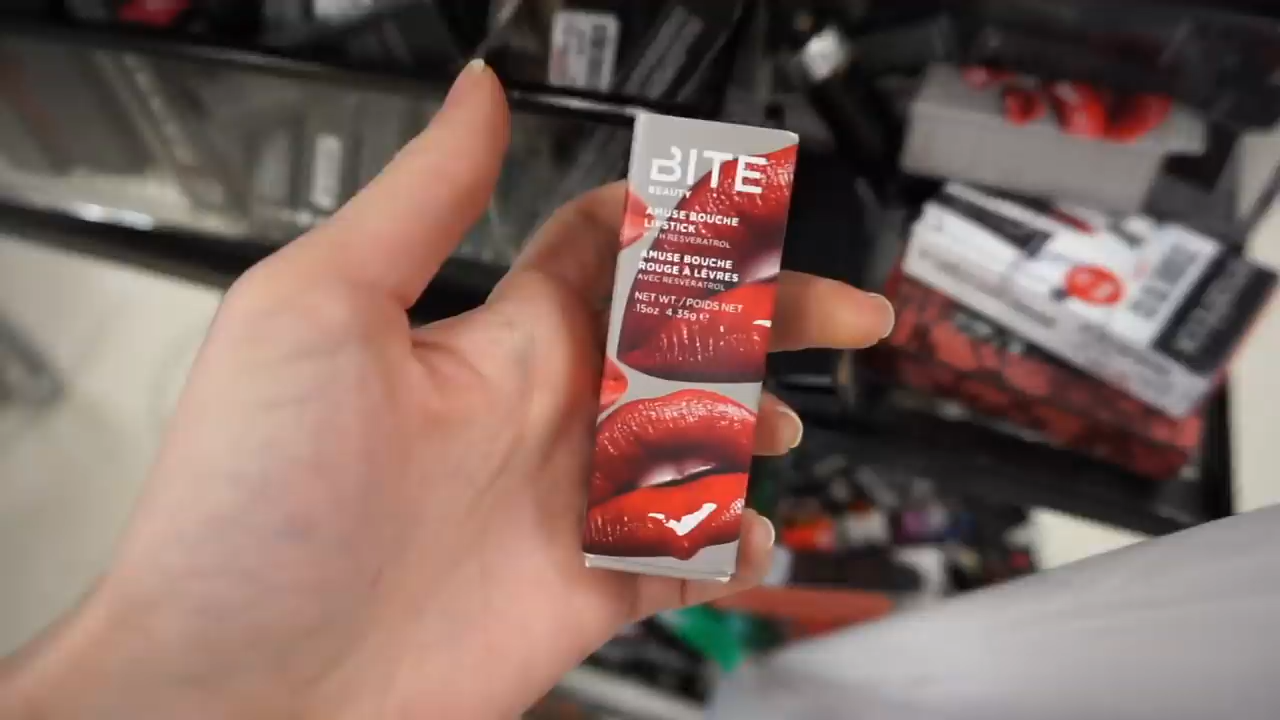 BITE
BEAUTY
AMUSE BOUCHE
LIPSTICK
WITH RESVERATROL
AMUSE BOUCHE
ROUGE À LÈVRES
AVEC RESVERATROL
NET WT. / POIDS NET
.15oz 4.35g ℮